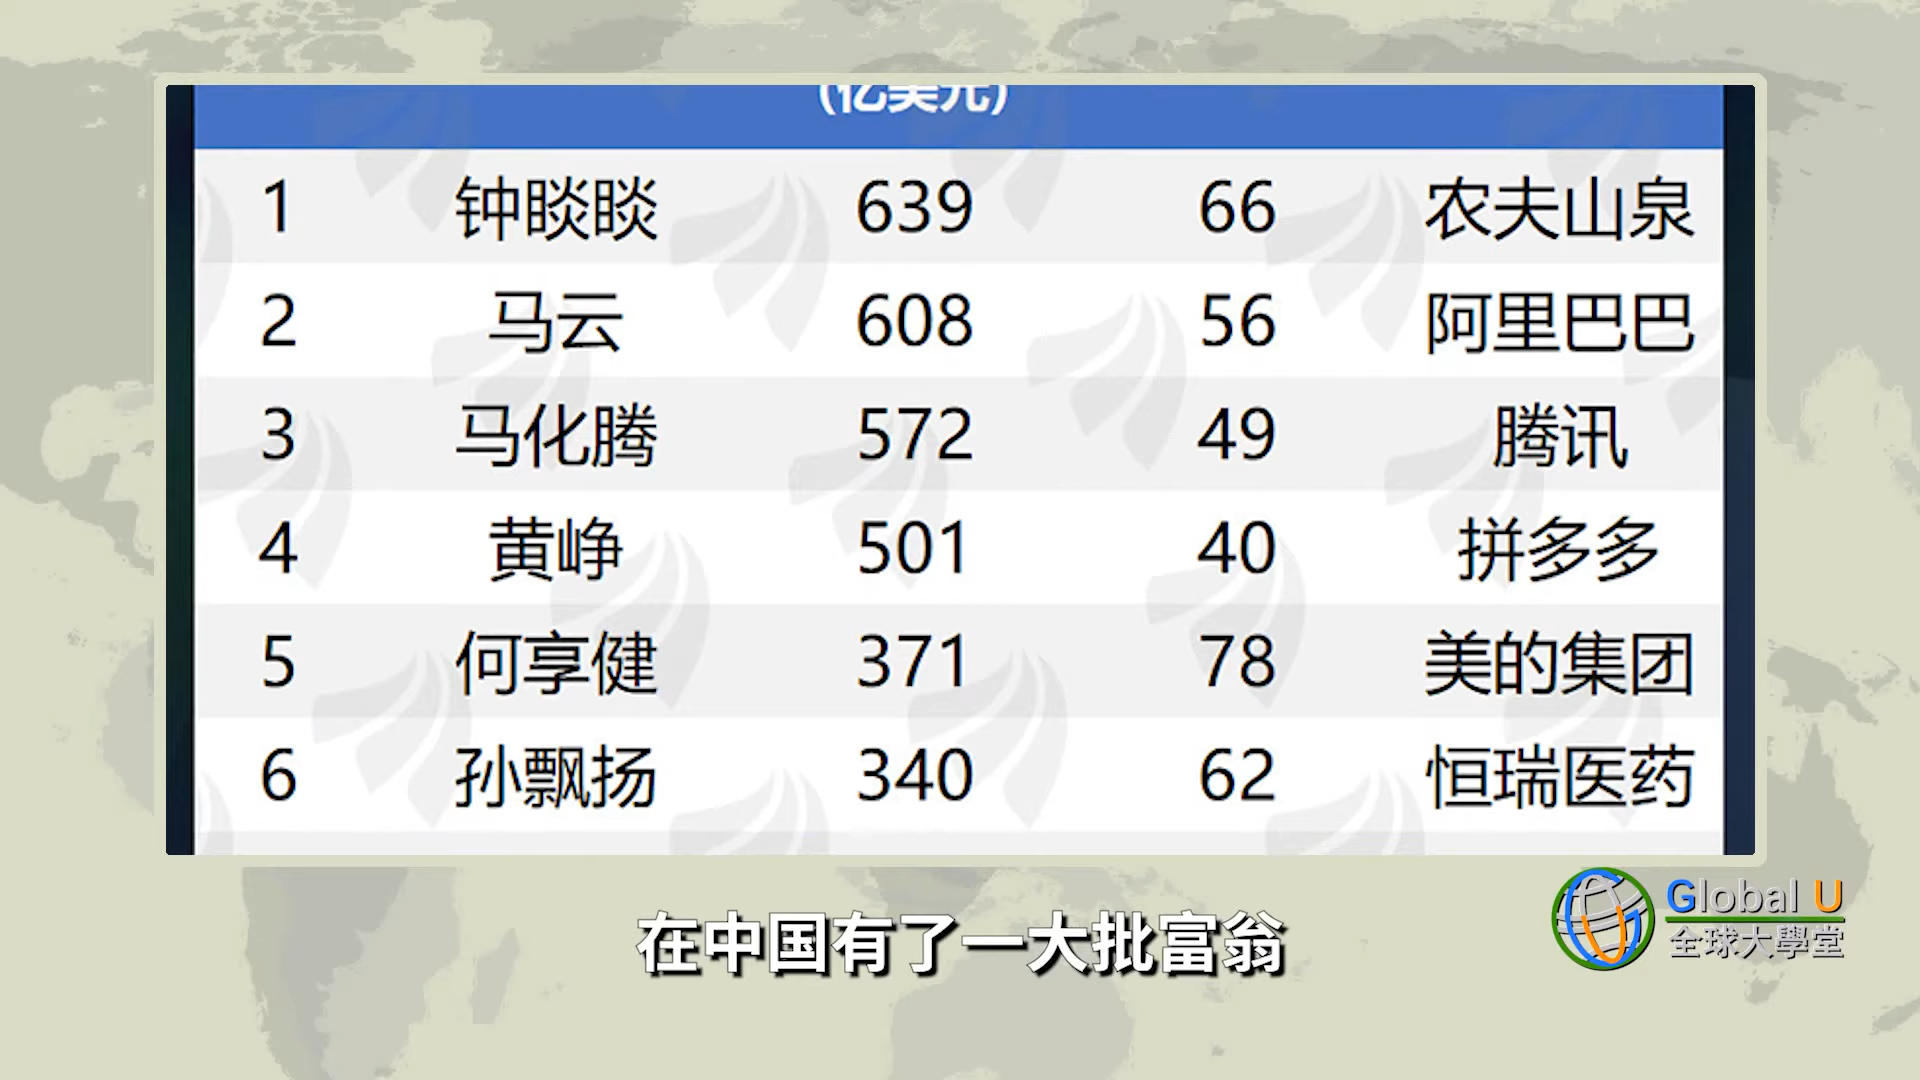 (亿美元)
1 钟睒睒 639 66 农夫山泉
2 马云 608 56 阿里巴巴
3 马化腾 572 49 腾讯
4 黄峥 501 40 拼多多
5 何享健 371 78 美的集团
6 孙飘扬 340 62 恒瑞医药
Global U
全球大學堂
在中国有了一大批富翁